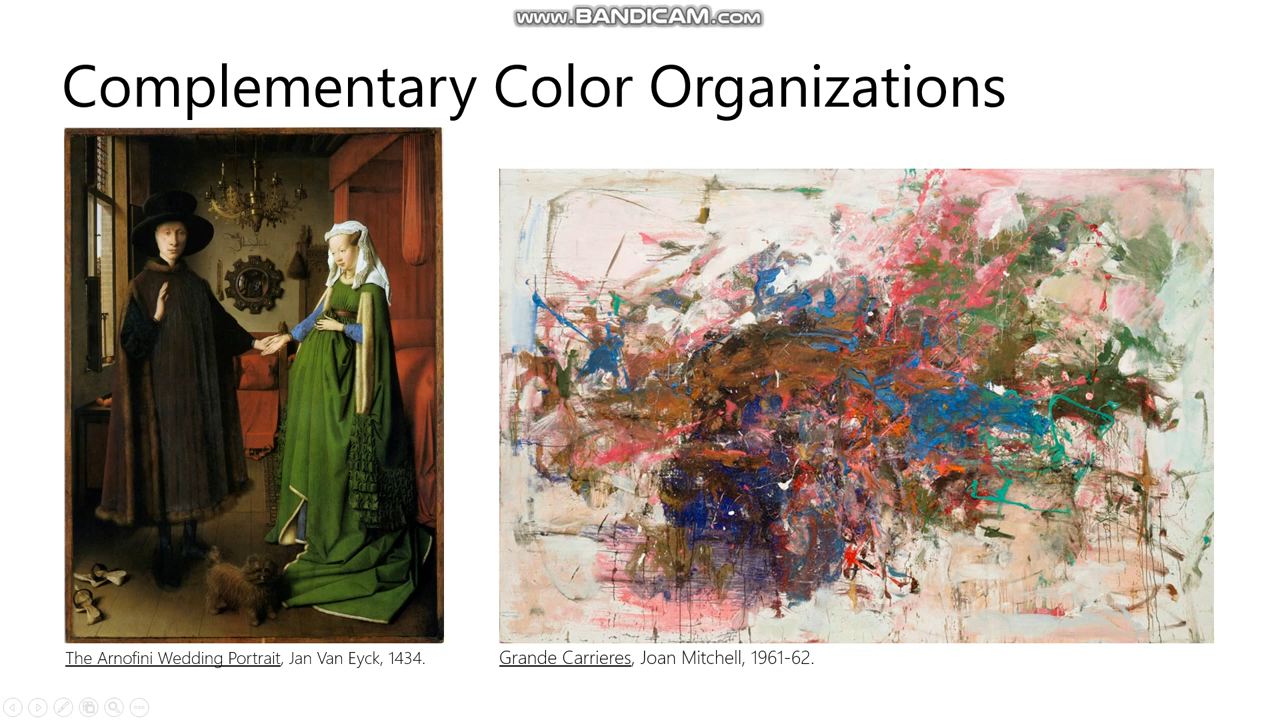 www.BANDICAM.com
Complementary Color Organizations
The Arnofini Wedding Portrait, Jan Van Eyck, 1434.
Grande Carrieres, Joan Mitchell, 1961-62.